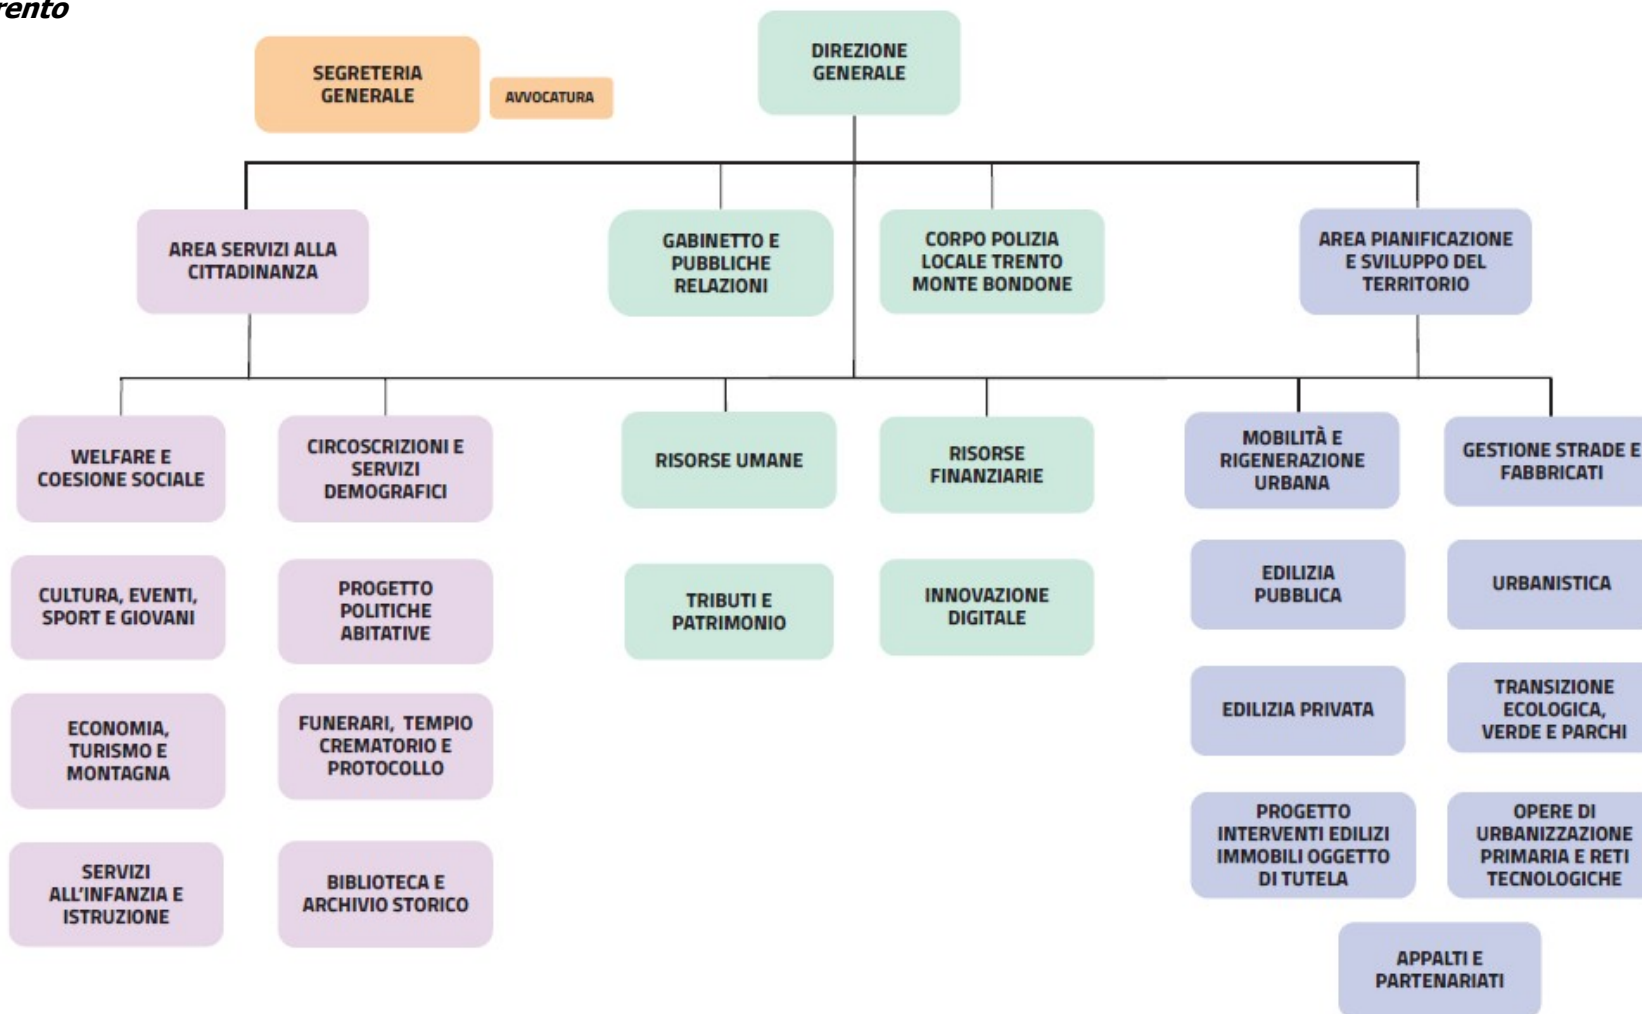 SEGRETERIA
GENERALE
AVVOCATURA
DIREZIONE
GENERALE
AREA SERVIZI ALLA
CITTADINANZA
GABINETTO E
PUBBLICHE
RELAZIONI
CORPO POLIZIA
LOCALE TRENTO
MONTE BONDONE
AREA PIANIFICAZIONE
E SVILUPPO DEL
TERRITORIO
WELFARE E
COESIONE SOCIALE
CIRCOSCRIZIONI E
SERVIZI
DEMOGRAFICI
RISORSE UMANE
RISORSE
FINANZIARIE
MOBILITÀ E
RIGENERAZIONE
URBANA
GESTIONE STRADE E
FABBRICATI
CULTURA, EVENTI,
SPORT E GIOVANI
PROGETTO
POLITICHE
ABITATIVE
TRIBUTI E
PATRIMONIO
INNOVAZIONE
DIGITALE
EDILIZIA
PUBBLICA
URBANISTICA
ECONOMIA,
TURISMO E
MONTAGNA
FUNERARI, TEMPIO
CREMATORIO E
PROTOCOLLO
EDILIZIA PRIVATA
TRANSIZIONE
ECOLOGICA,
VERDE E PARCHI
SERVIZI
ALL'INFANZIA E
ISTRUZIONE
BIBLIOTECA E
ARCHIVIO STORICO
PROGETTO
INTERVENTI EDILIZI
IMMOBILI OGGETTO
DI TUTELA
OPERE DI
URBANIZZAZIONE
PRIMARIA E RETI
TECNOLOGICHE
APPALTI E
PARTENARIATI